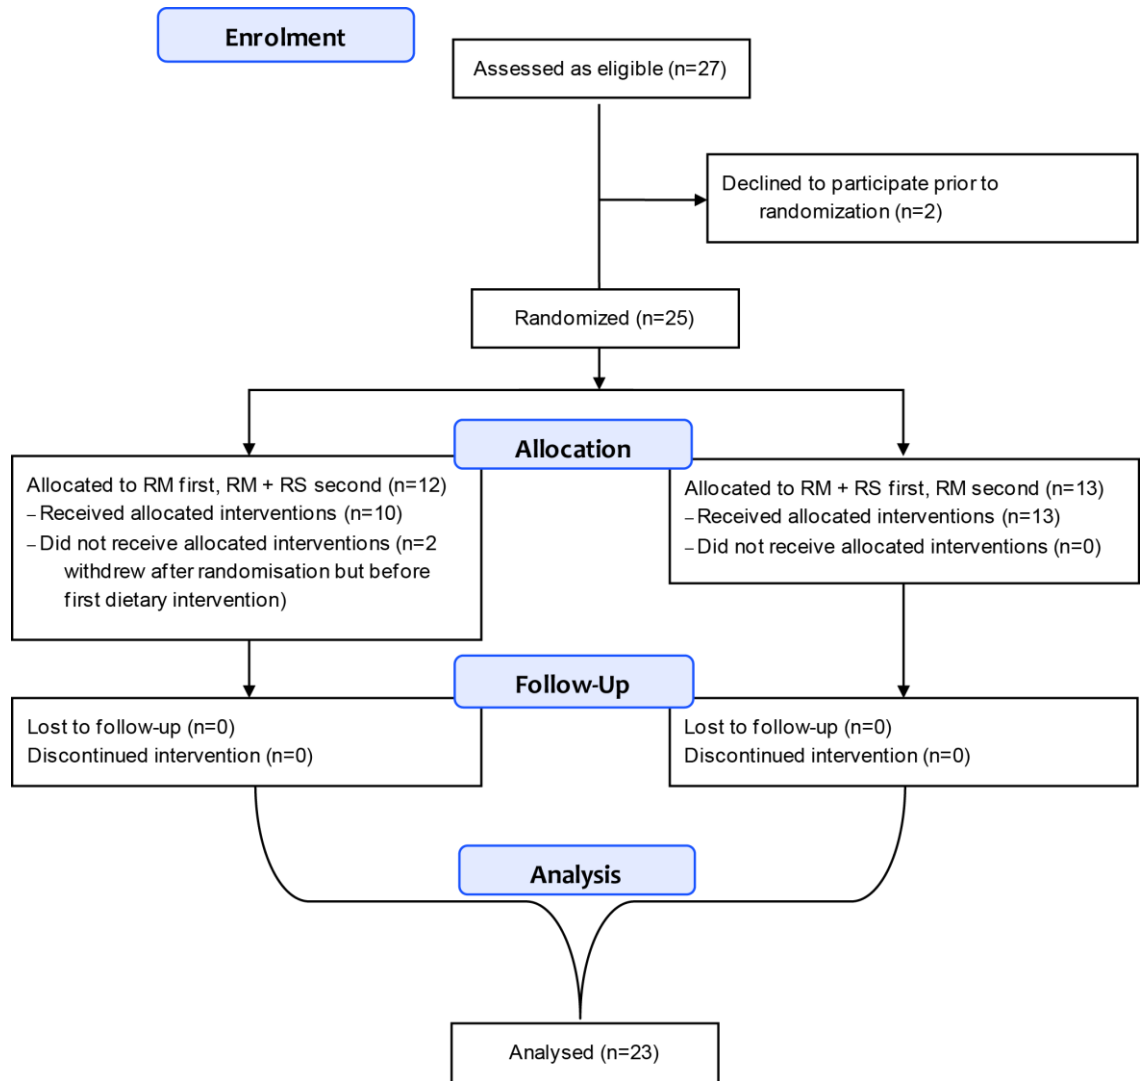 Enrolment
Assessed as eligible (n=27)
Declined to participate prior to
randomization (n=2)
Randomized (n=25)
Allocation
Allocated to RM first, RM + RS second (n=12)
– Received allocated interventions (n=10)
– Did not receive allocated interventions (n=2
withdrew after randomisation but before
first dietary intervention)
Allocated to RM + RS first, RM second (n=13)
– Received allocated interventions (n=13)
– Did not receive allocated interventions (n=0)
Follow-Up
Lost to follow-up (n=0)
Discontinued intervention (n=0)
Lost to follow-up (n=0)
Discontinued intervention (n=0)
Analysis
Analysed (n=23)